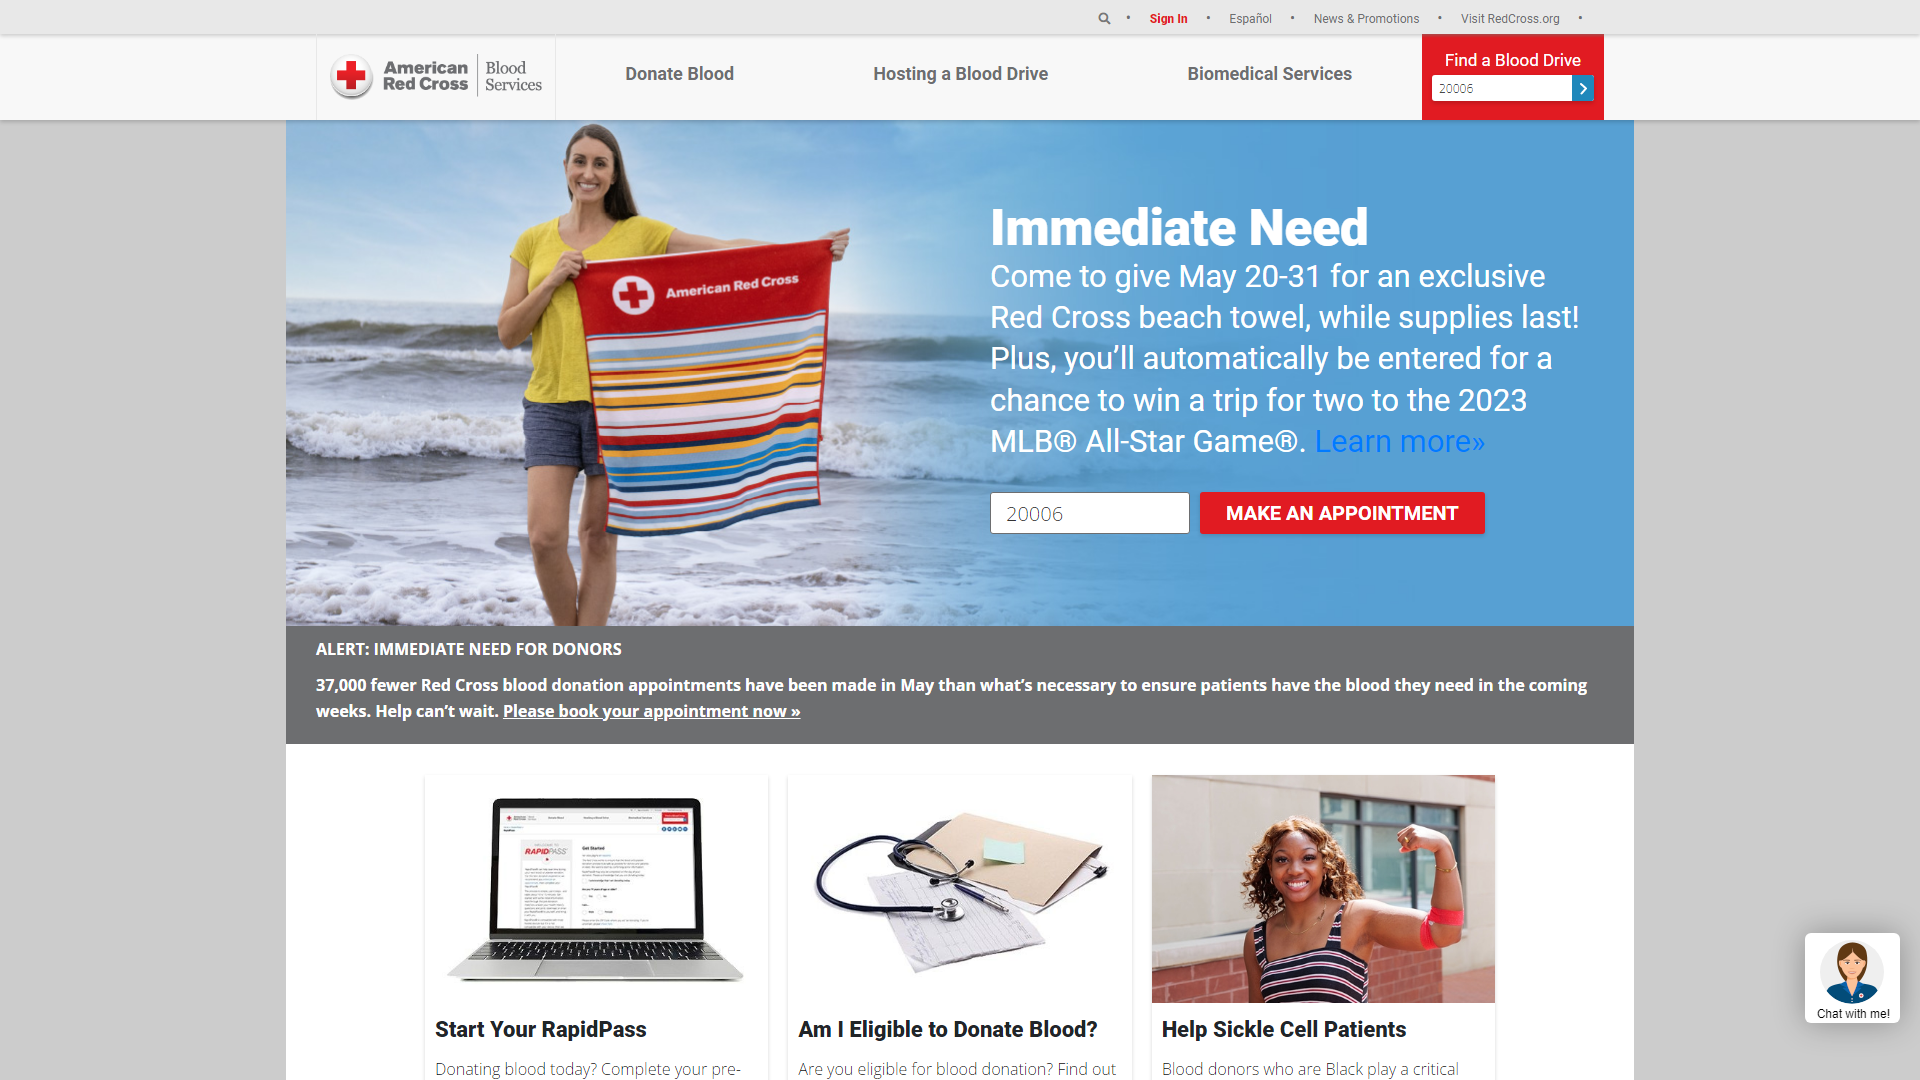 Sign In
Español
News & Promotions
Visit RedCross.org
American Red Cross
Blood Services
Donate Blood
Hosting a Blood Drive
Biomedical Services
Find a Blood Drive
20006
American Red Cross
Immediate Need
Come to give May 20-31 for an exclusive
Red Cross beach towel, while supplies last!
Plus, you’ll automatically be entered for a
chance to win a trip for two to the 2023
MLB® All-Star Game®. Learn more»
20006
MAKE AN APPOINTMENT
ALERT: IMMEDIATE NEED FOR DONORS
37,000 fewer Red Cross blood donation appointments have been made in May than what’s necessary to ensure patients have the blood they need in the coming
weeks. Help can’t wait. Please book your appointment now »
RAPIDPASS
Get Started
Start Your RapidPass
Donating blood today? Complete your pre-
Am I Eligible to Donate Blood?
Are you eligible for blood donation? Find out
Help Sickle Cell Patients
Blood donors who are Black play a critical
Chat with me!